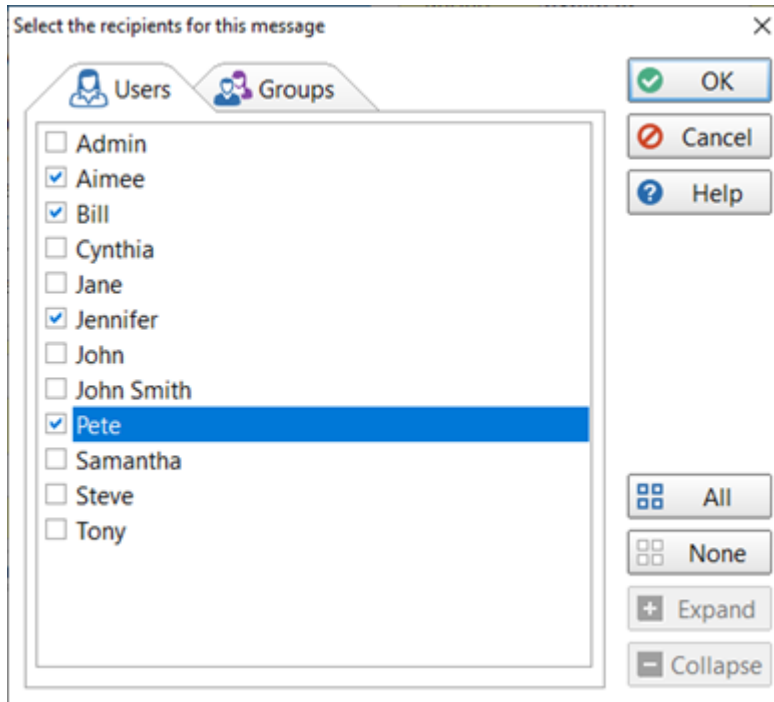 Select the recipients for this message
Users
Groups
Admin
Aimee
Bill
Cynthia
Jane
Jennifer
John
John Smith
Pete
Samantha
Steve
Tony
OK
Cancel
Help
All
None
Expand
Collapse